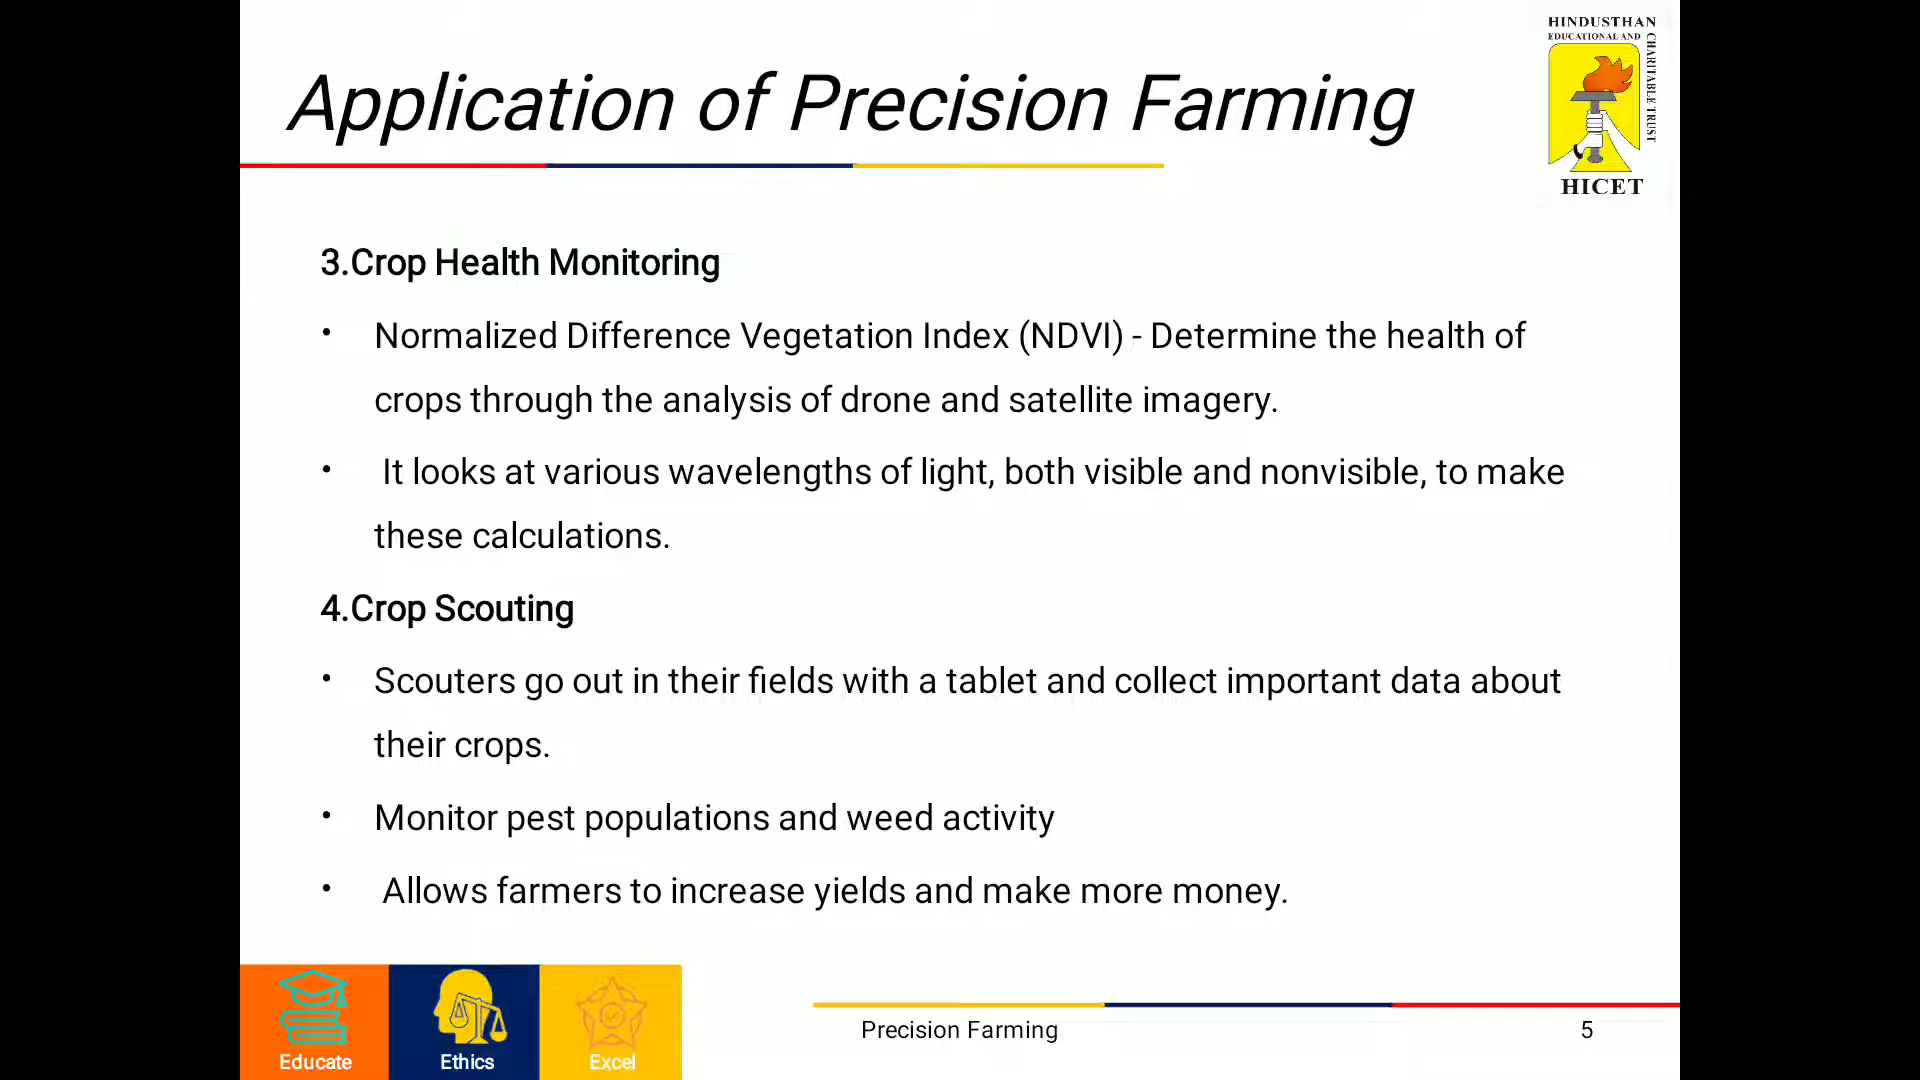 HINDUSTHAN
EDUCATIONAL AND
CHARITABLE TRUST
HICET
Application of Precision Farming
3.Crop Health Monitoring
• Normalized Difference Vegetation Index (NDVI) - Determine the health of
crops through the analysis of drone and satellite imagery.
• It looks at various wavelengths of light, both visible and nonvisible, to make
these calculations.
4.Crop Scouting
• Scouters go out in their fields with a tablet and collect important data about
their crops.
• Monitor pest populations and weed activity
• Allows farmers to increase yields and make more money.
Educate
Ethics
Excel
Precision Farming
5